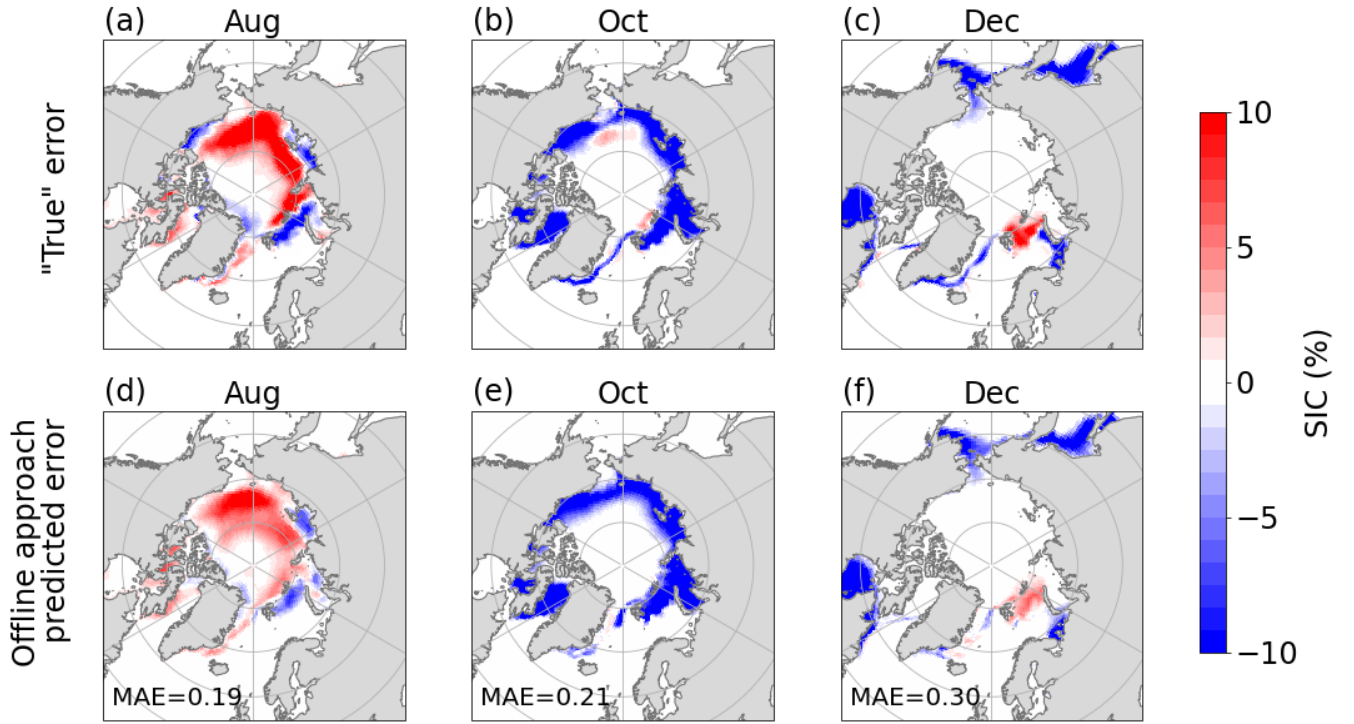 (a) Aug
(b) Oct
(c) Dec
"True" error
(d) Aug
(e) Oct
(f) Dec
Offline approach
predicted error
MAE=0.19
MAE=0.21
MAE=0.30
10
5
0
−5
−10
SIC (%)